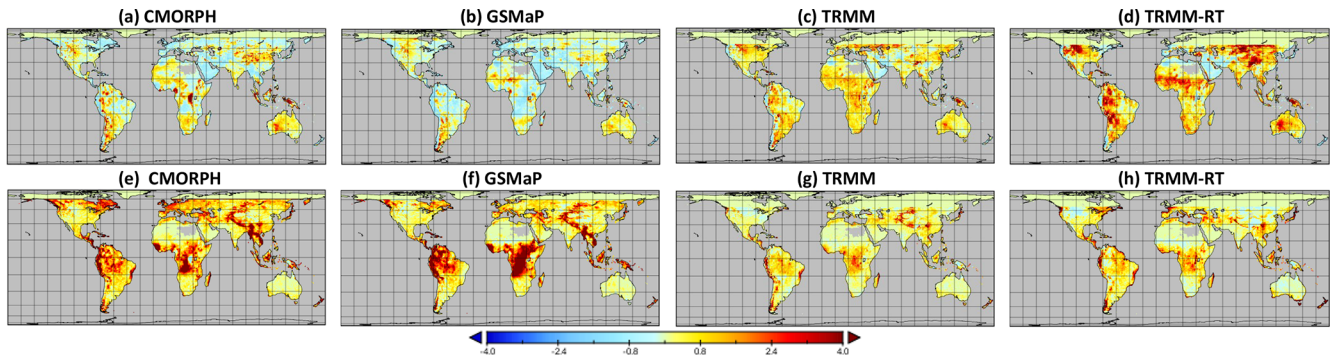 (a) CMORPH (b) GSMaP (c) TRMM (d) TRMM-RT
(e) CMORPH (f) GSMaP (g) TRMM (h) TRMM-RT
-4.0 -2.4 -0.8 0.8 2.4 4.0